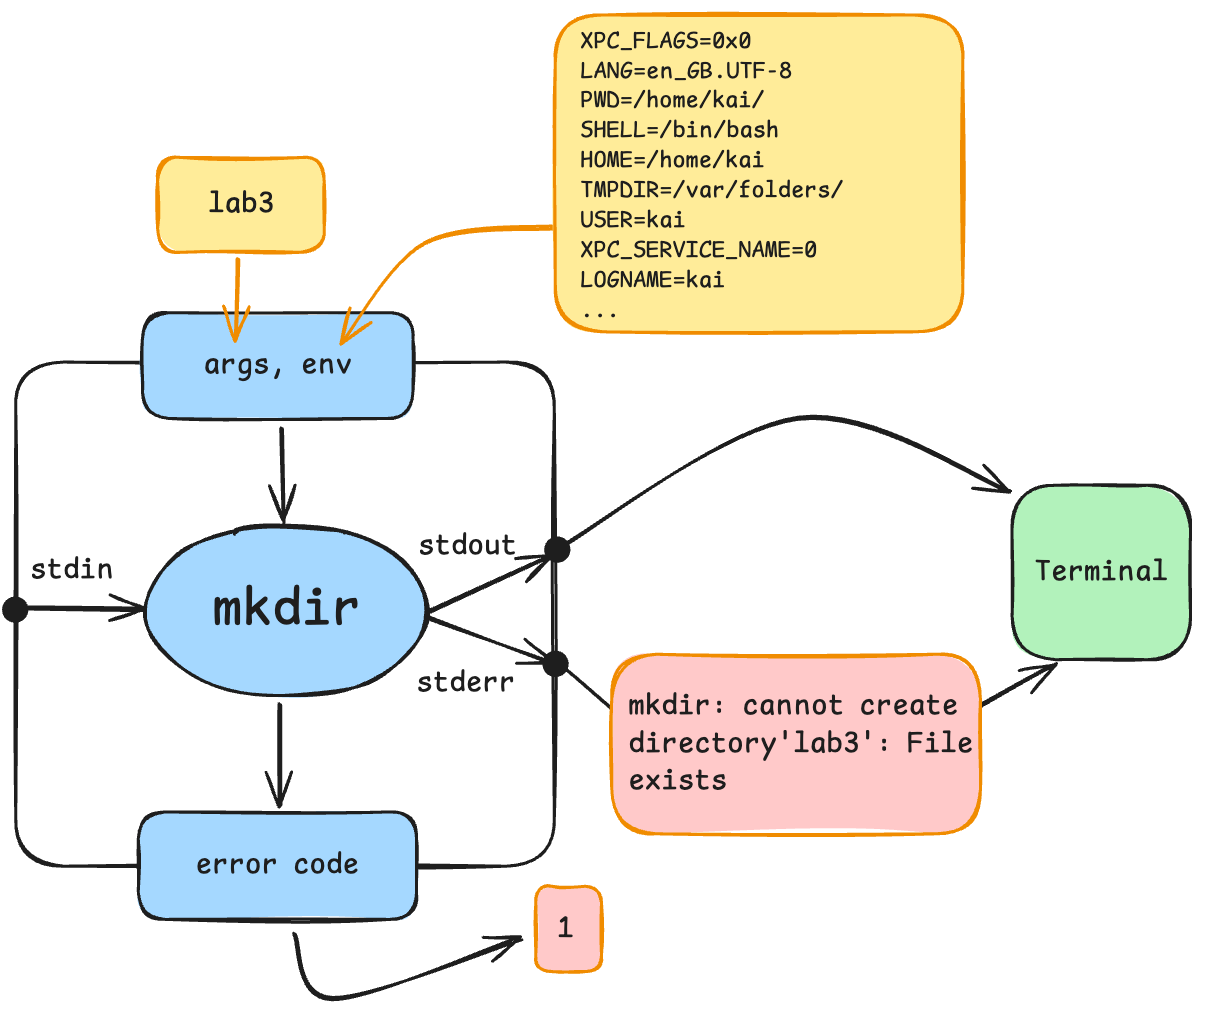 XPC_FLAGS=0x0
LANG=en_GB.UTF-8
PWD=/home/kai/
SHELL=/bin/bash
HOME=/home/kai
TMPDIR=/var/folders/
USER=kai
XPC_SERVICE_NAME=0
LOGNAME=kai
...
lab3
args, env
stdin
mkdir
stdout
stderr
Terminal
mkdir: cannot create
directory'lab3': File
exists
error code
1